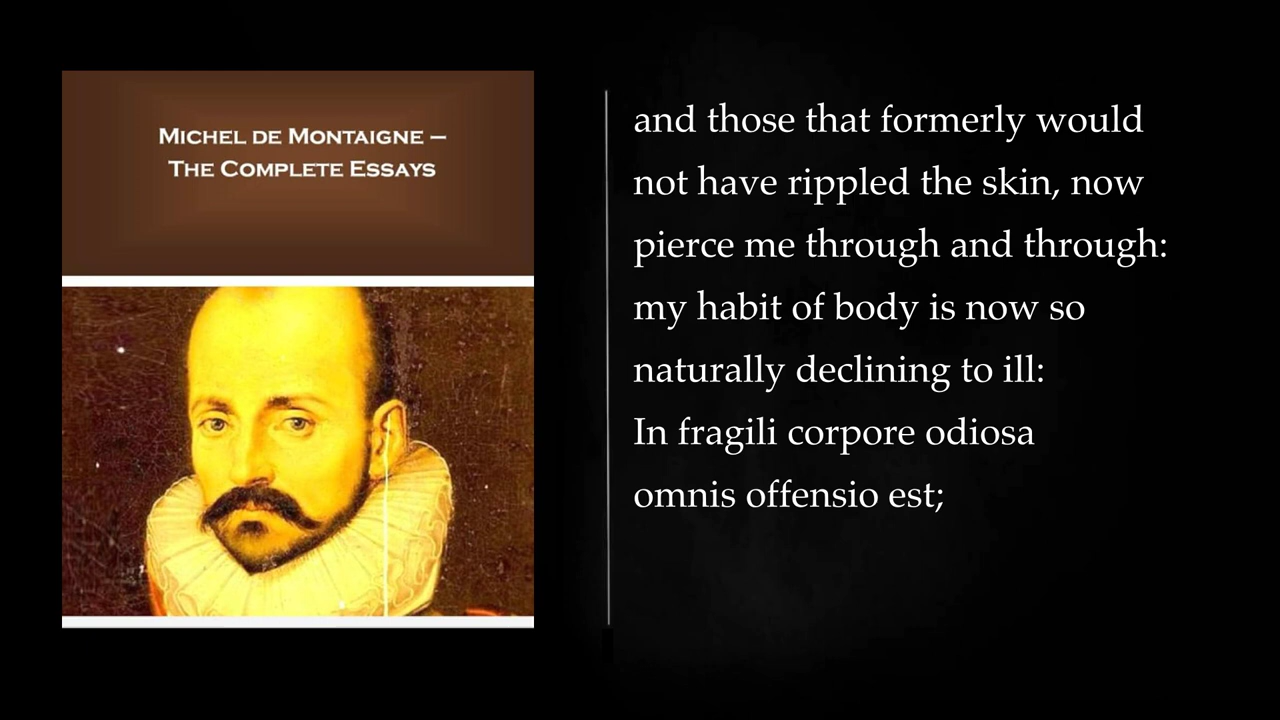 Michel de Montaigne –
The Complete Essays
and those that formerly would
not have rippled the skin, now
pierce me through and through:
my habit of body is now so
naturally declining to ill:
In fragili corpore odiosa
omnis offensio est;